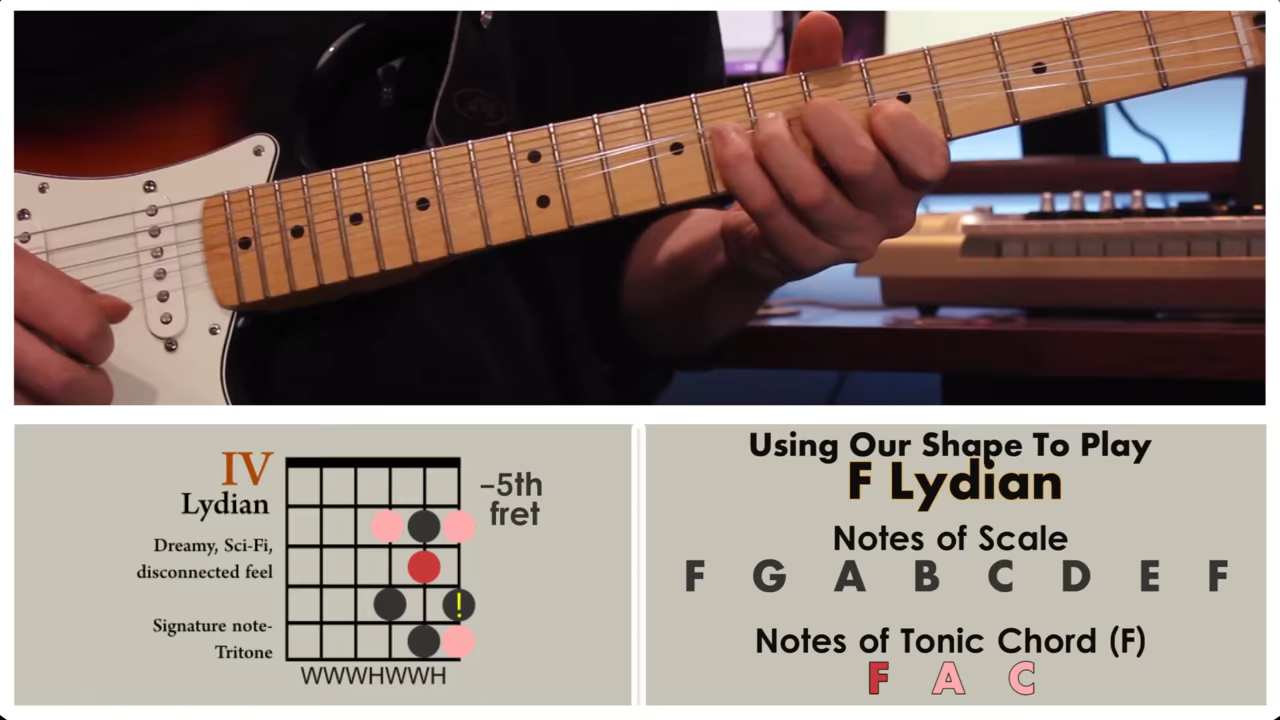 IV
Lydian
Dreamy, Sci-Fi,
disconnected feel
Signature note-
Tritone
–5th
fret
!
WWWHWWH
Using Our Shape To Play
F Lydian
Notes of Scale
F G A B C D E F
Notes of Tonic Chord (F)
F A C